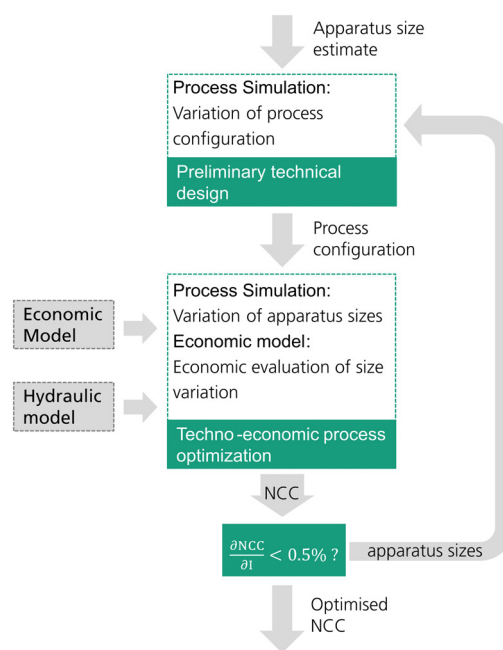 Apparatus size
estimate
Process Simulation:
Variation of process
configuration
Preliminary technical
design
Process
configuration
Economic
Model
Hydraulic
model
Process Simulation:
Variation of apparatus sizes
Economic model:
Economic evaluation of size
variation
Techno-economic process
optimization
NCC
∂NCC/∂I < 0.5% ?
apparatus sizes
Optimised
NCC